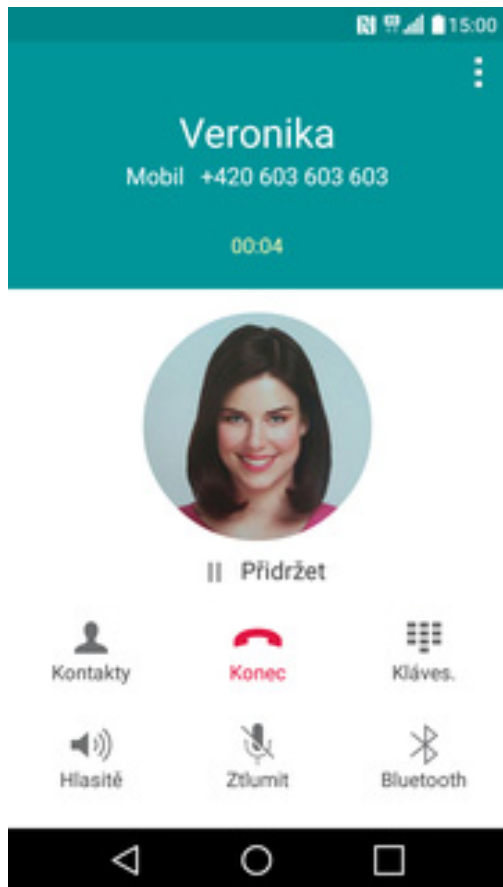 15:00
Veronika
Mobil +420 603 603 603
00:04
Přidržet
Kontakty Konec Kláves.
Hlasitě Ztlumit Bluetooth